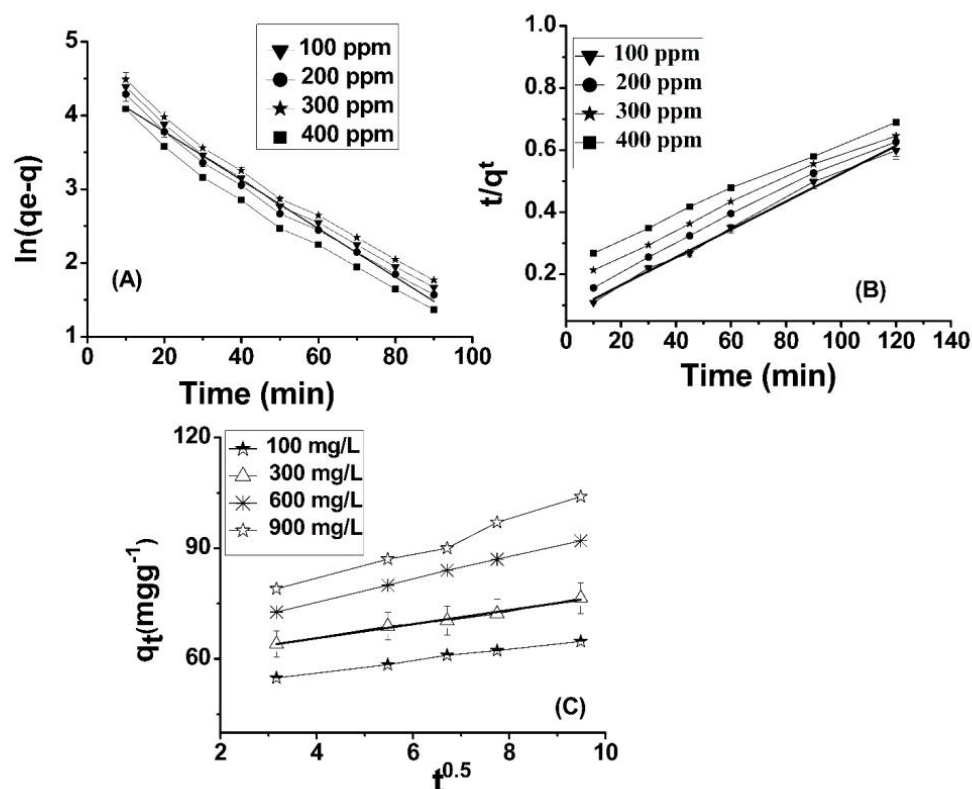 5
4
3
2
1
ln(qe-q)
100 ppm
200 ppm
300 ppm
400 ppm
(A)
0 20 40 60 80 100
Time (min)
1.0
0.8
0.6
0.4
0.2
t/qᵗ
100 ppm
200 ppm
300 ppm
400 ppm
(B)
0 20 40 60 80 100 120 140
Time (min)
120
90
60
qₜ(mgg⁻¹)
100 mg/L
300 mg/L
600 mg/L
900 mg/L
(C)
2 4 6 8 10
t⁰·⁵